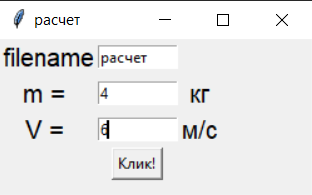 расчет
filename расчет
m = 4 кг
V = 6 м/с
Клик!